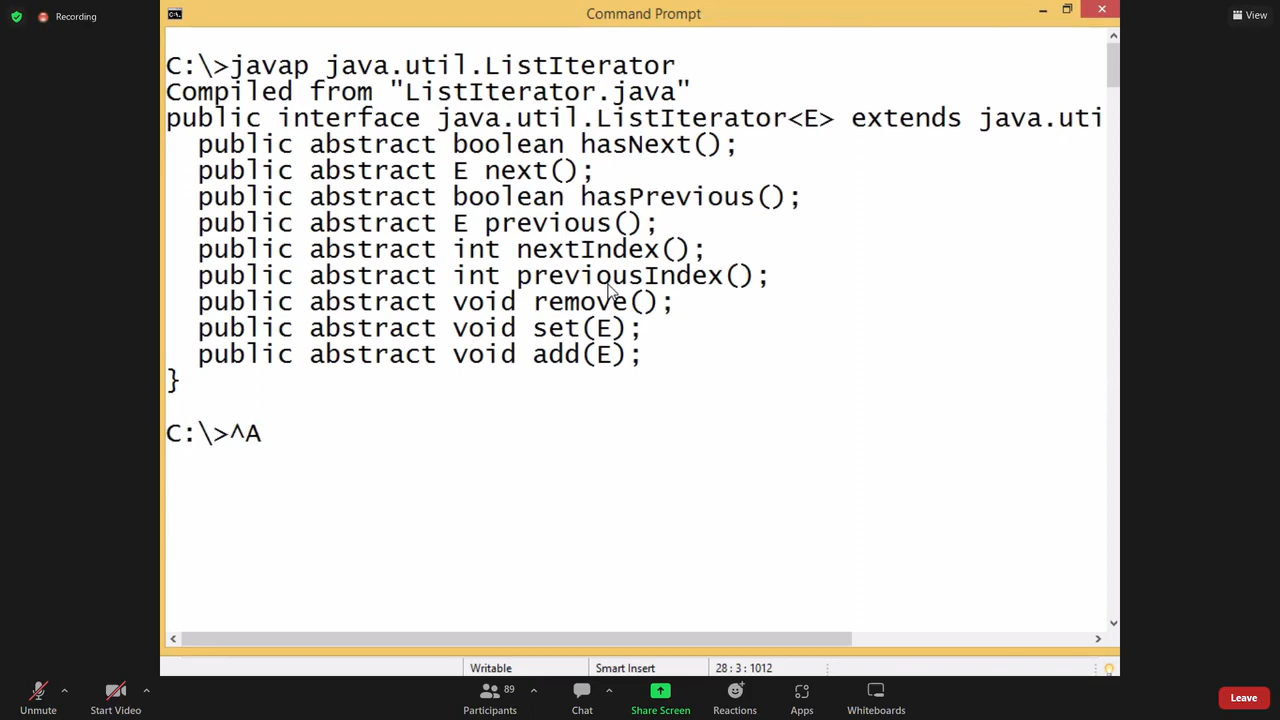 Recording
Command Prompt
View
C:\>javap java.util.ListIterator
Compiled from "ListIterator.java"
public interface java.util.ListIterator<E> extends java.uti
public abstract boolean hasNext();
public abstract E next();
public abstract boolean hasPrevious();
public abstract E previous();
public abstract int nextIndex();
public abstract int previousIndex();
public abstract void remove();
public abstract void set(E);
public abstract void add(E);
}
C:\>^A
Writable Smart Insert 28 : 3 : 1012
Unmute Start Video Participants 89 Chat Share Screen Reactions Apps Whiteboards Leave